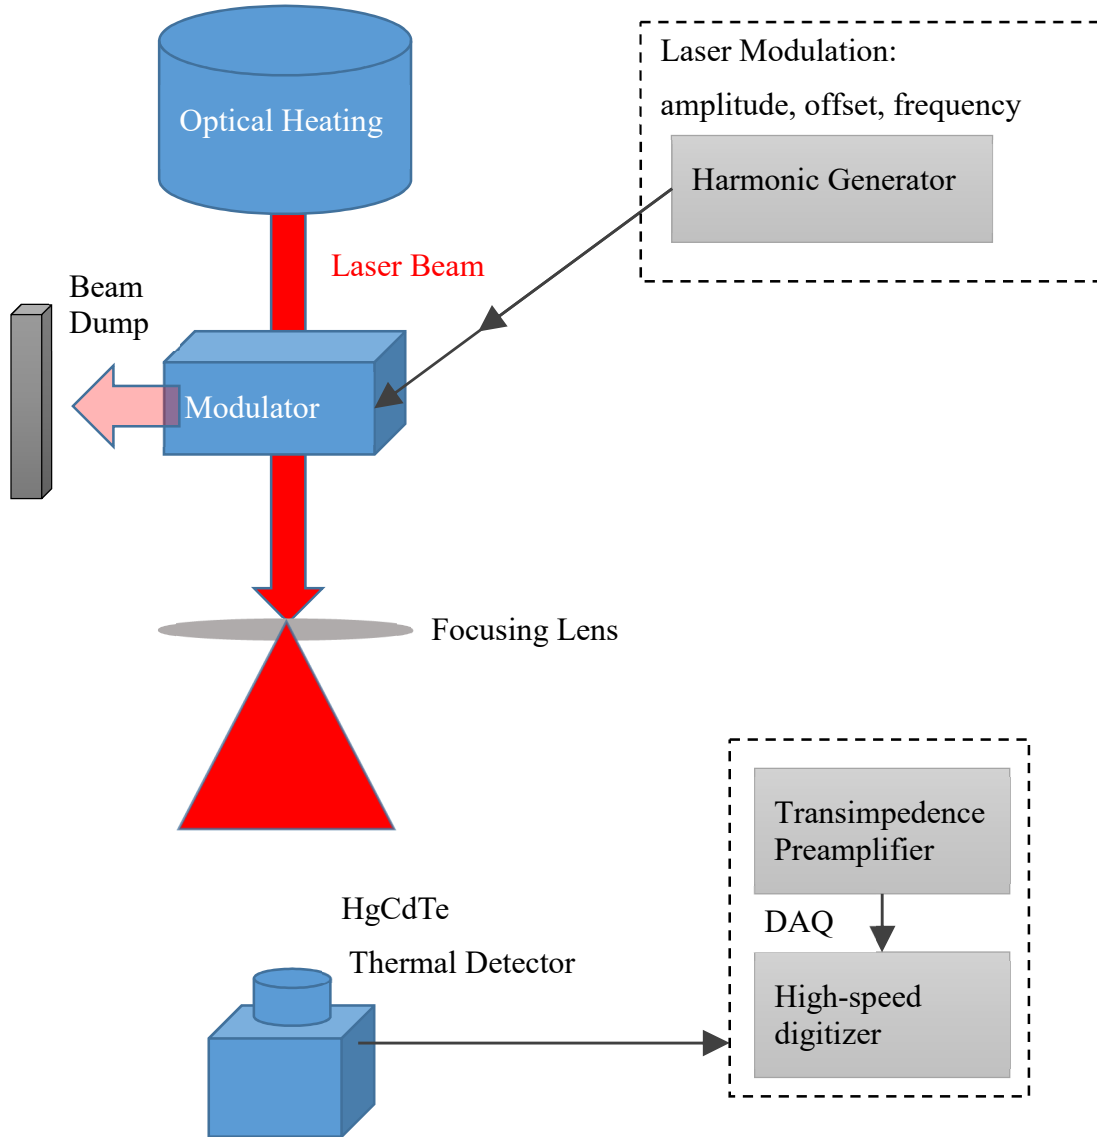 Laser Modulation:
amplitude, offset, frequency
Optical Heating
Harmonic Generator
Laser Beam
Beam
Dump
Modulator
Focusing Lens
Transimpedence
Preamplifier
HgCdTe
DAQ
Thermal Detector
High-speed
digitizer